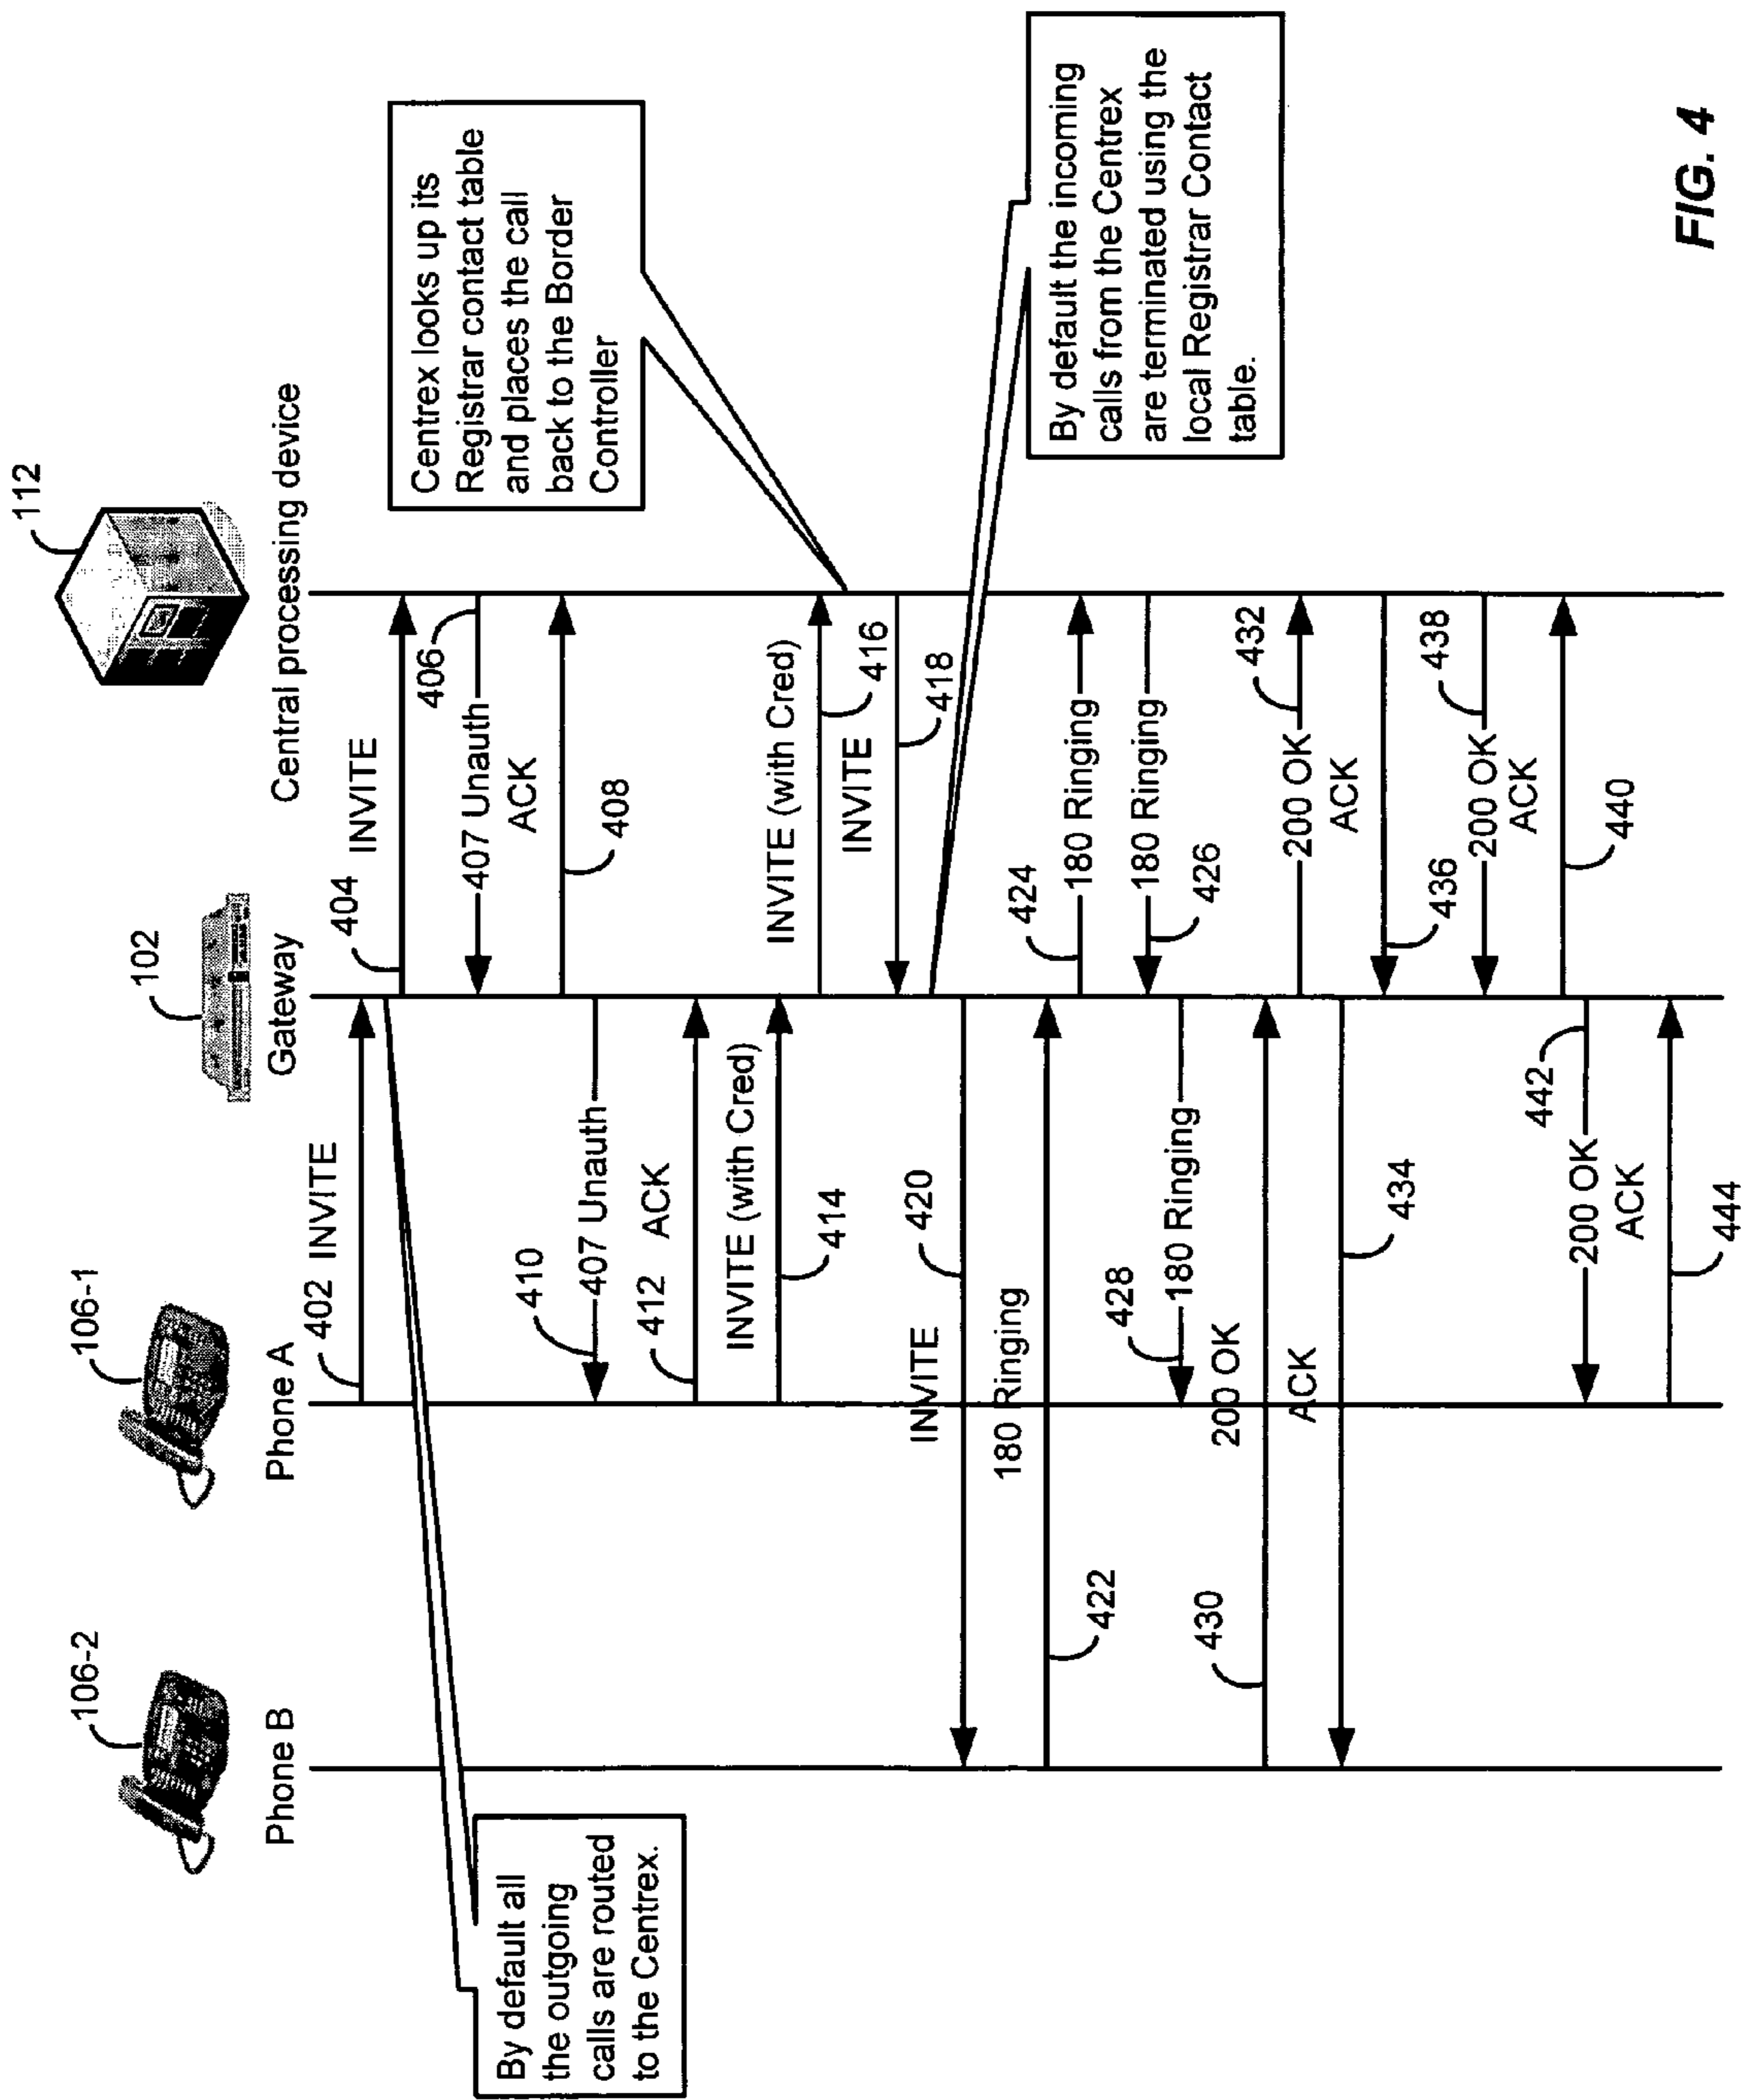 106-2
106-1
102
112
Phone B
Phone A
Gateway
Central processing device
402 INVITE
404
INVITE
406
407 Unauth
ACK
408
410
407 Unauth
412 ACK
INVITE (with Cred)
414
INVITE (with Cred)
416
INVITE
418
INVITE
420
180 Ringing
422
424
180 Ringing
180 Ringing
426
428
180 Ringing
200 OK
430
432
200 OK
ACK
434
ACK
436
438
200 OK
ACK
440
442
200 OK
ACK
444
By default all
the outgoing
calls are routed
to the Centrex.
Centrex looks up its
Registrar contact table
and places the call
back to the Border
Controller
By default the incoming
calls from the Centrex
are terminated using the
local Registrar Contact
table.
FIG. 4